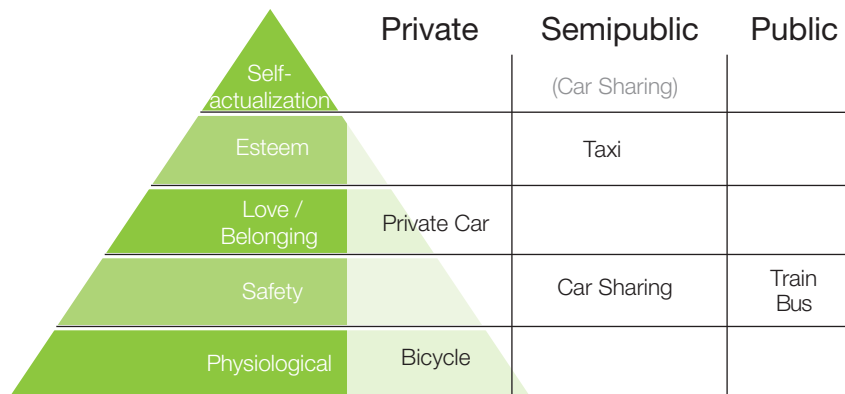 Private Semipublic Public
Self-
actualization
(Car Sharing)
Esteem
Taxi
Love /
Belonging
Private Car
Safety
Car Sharing
Train
Bus
Physiological
Bicycle